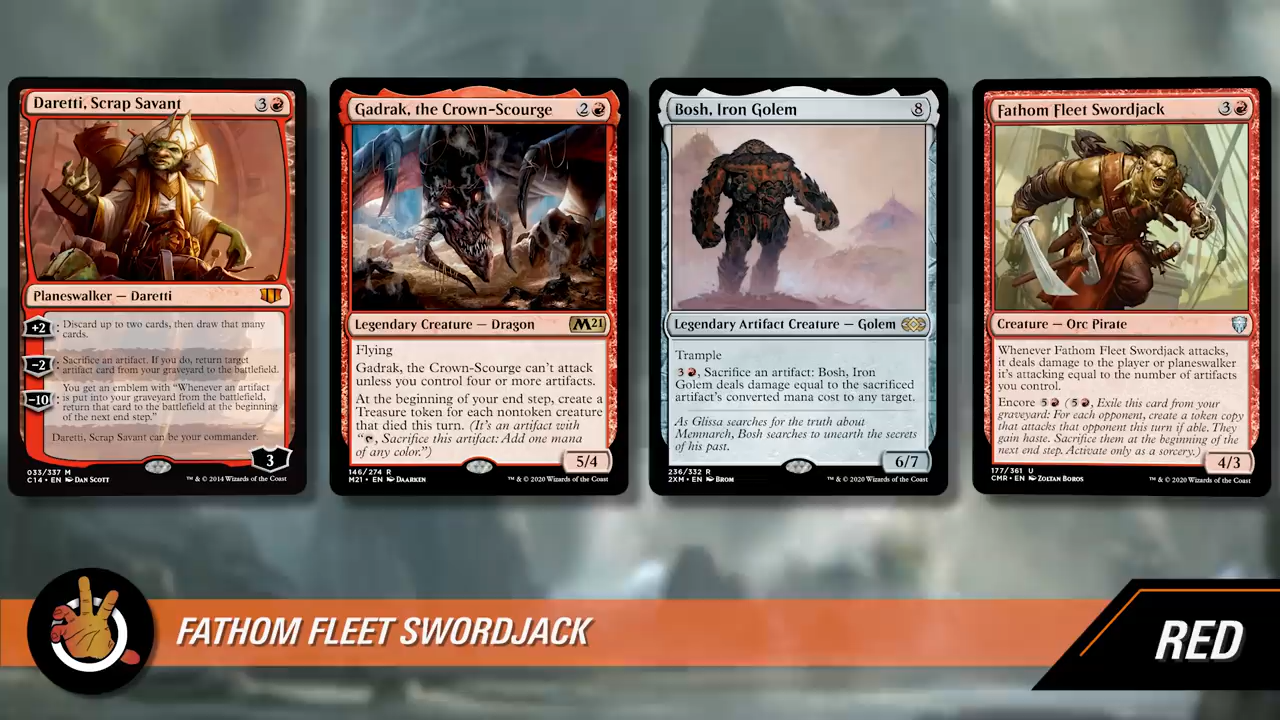 Daretti, Scrap Savant
3
Planeswalker — Daretti
+2 : Discard up to two cards, then draw that many
cards.
-2 : Sacrifice an artifact. If you do, return target
artifact card from your graveyard to the battlefield.
-10 : You get an emblem with “Whenever an artifact
is put into your graveyard from the battlefield,
return that card to the battlefield at the beginning
of the next end step.”
Daretti, Scrap Savant can be your commander.
3
033/337 M
C14 • EN Dan Scott
™ & © 2014 Wizards of the Coast
Gadrak, the Crown-Scourge
2
Legendary Creature — Dragon
M21
Flying
Gadrak, the Crown-Scourge can't attack
unless you control four or more artifacts.
At the beginning of your end step, create a
Treasure token for each nontoken creature
that died this turn. (It's an artifact with
“, Sacrifice this artifact: Add one mana
of any color.”)
5/4
146/274 R
M21 • EN Daarken
™ & © 2020 Wizards of the Coast
Bosh, Iron Golem
8
Legendary Artifact Creature — Golem
Trample
3, Sacrifice an artifact: Bosh, Iron
Golem deals damage equal to the sacrificed
artifact's converted mana cost to any target.
As Glissa searches for the truth about
Memnarch, Bosh searches to unearth the secrets
of his past.
6/7
236/332 R
2XM • EN Brom
™ & © 2020 Wizards of the Coast
Fathom Fleet Swordjack
3
Creature — Orc Pirate
Whenever Fathom Fleet Swordjack attacks,
it deals damage to the player or planeswalker
it's attacking equal to the number of artifacts
you control.
Encore 5 (5, Exile this card from your
graveyard: For each opponent, create a token copy
that attacks that opponent this turn if able. They
gain haste. Sacrifice them at the beginning of the
next end step. Activate only as a sorcery.)
4/3
177/361 U
CMR • EN Zoltan Boros
™ & © 2020 Wizards of the Coast
FATHOM FLEET SWORDJACK
RED